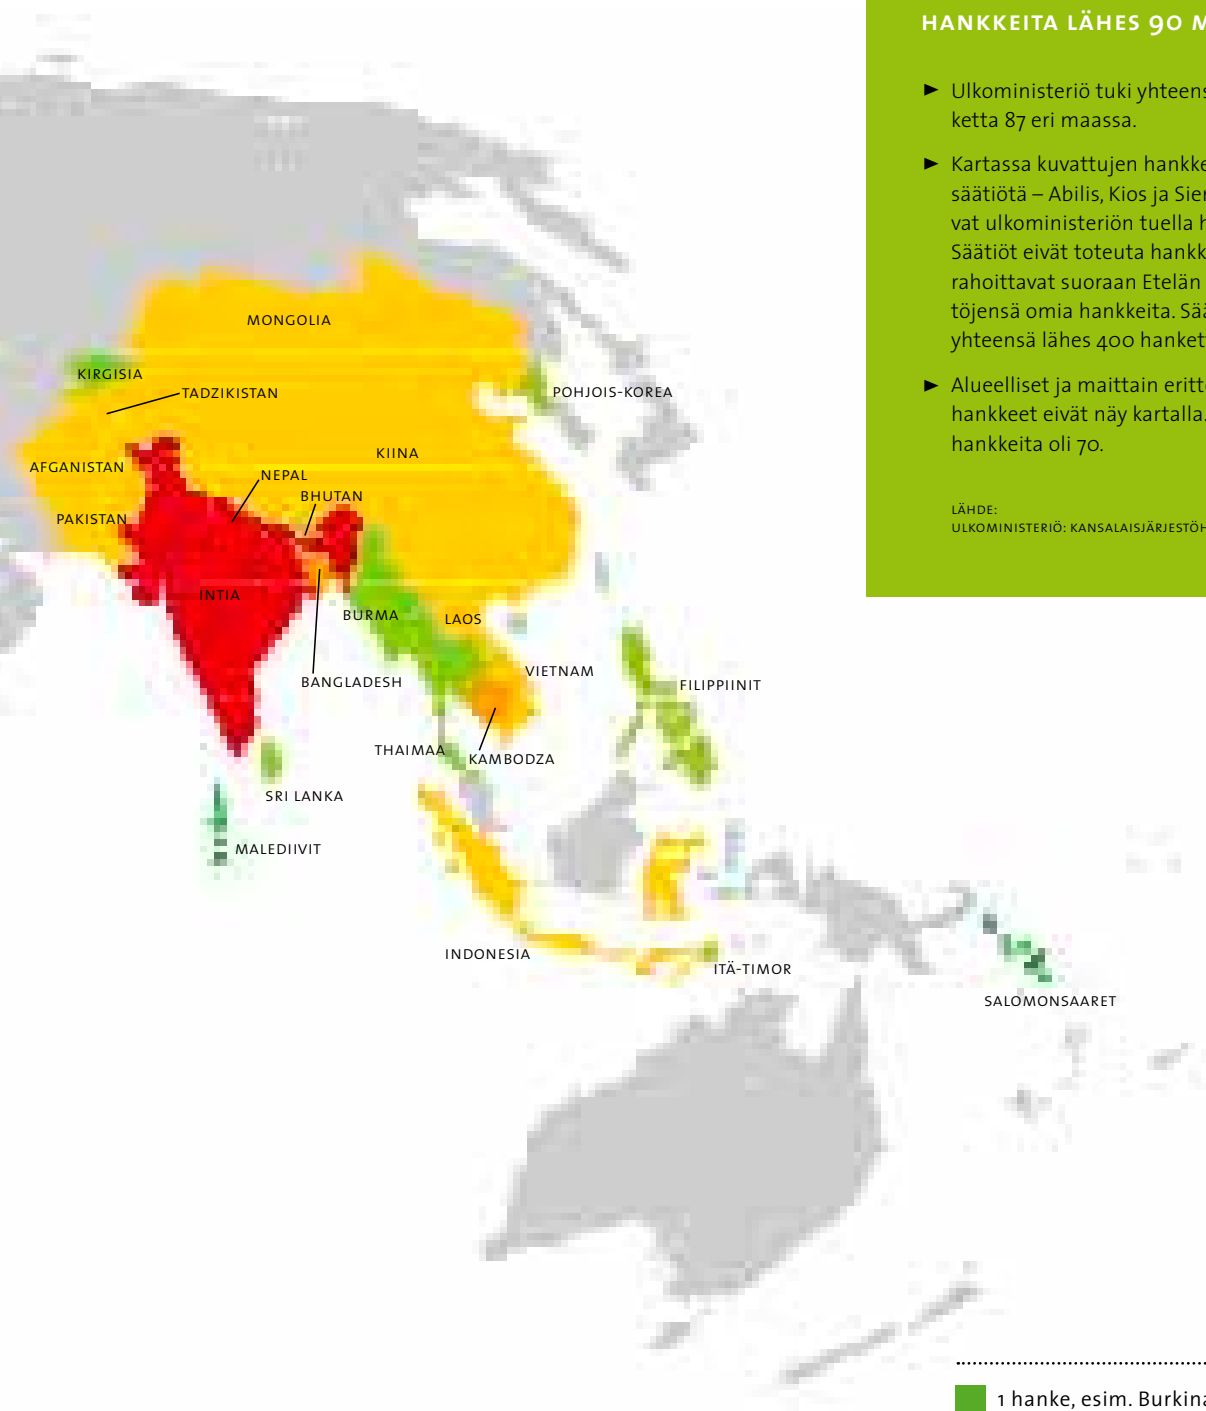 HANKKEITA LÄHES 90 M
► Ulkoministeriö tuki yhteens
ketta 87 eri maassa.
► Kartassa kuvattujen hankke
säätiötä – Abilis, Kios ja Sie
vat ulkoministeriön tuella h
Säätiöt eivät toteuta hankk
rahoittavat suoraan Etelän
töjensä omia hankkeita. Sää
yhteensä lähes 400 hanket
► Alueelliset ja maittain eritt
hankkeet eivät näy kartalla.
hankkeita oli 70.
LÄHDE:
ULKOMINISTERIÖ: KANSALAISJÄRJESTÖH
MONGOLIA
KIRGISIA
TADZIKISTAN
POHJOIS-KOREA
KIINA
AFGANISTAN
NEPAL
BHUTAN
PAKISTAN
INTIA
BURMA
LAOS
VIETNAM
BANGLADESH
FILIPPIINIT
THAIMAA
KAMBODZA
SRI LANKA
MALEDIIVIT
INDONESIA
ITÄ-TIMOR
SALOMONSAARET
1 hanke, esim. Burkina